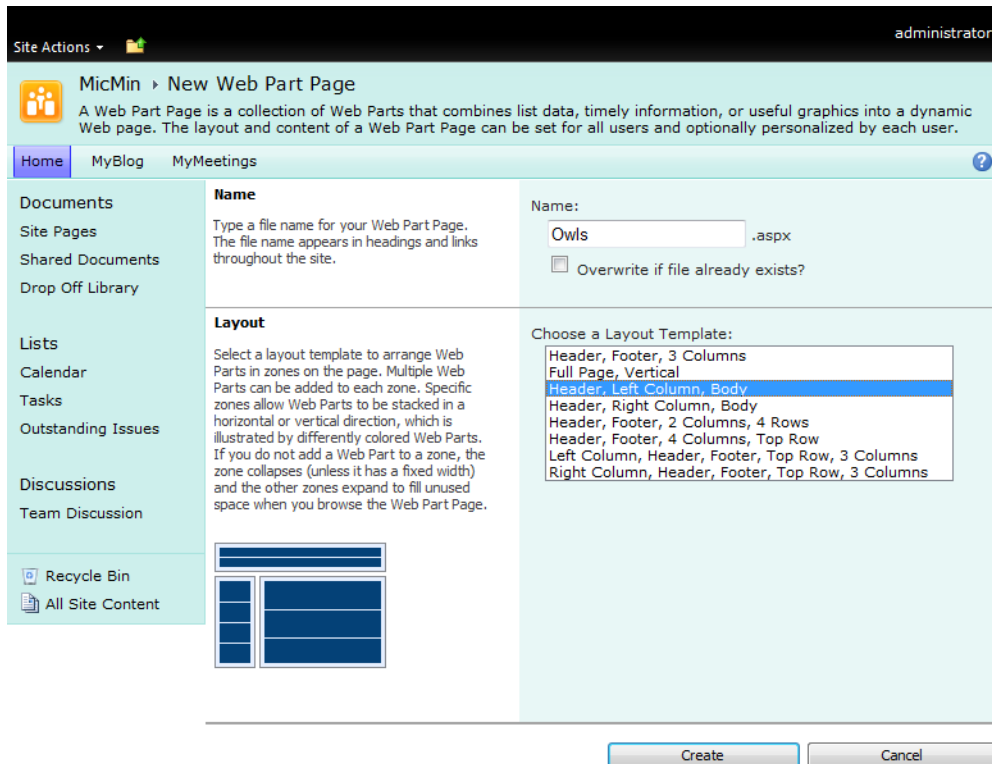 administrator
Site Actions
MicMin › New Web Part Page
A Web Part Page is a collection of Web Parts that combines list data, timely information, or useful graphics into a dynamic
Web page. The layout and content of a Web Part Page can be set for all users and optionally personalized by each user.
Home MyBlog MyMeetings
Documents
Site Pages
Shared Documents
Drop Off Library
Lists
Calendar
Tasks
Outstanding Issues
Discussions
Team Discussion
Recycle Bin
All Site Content
Name
Type a file name for your Web Part Page.
The file name appears in headings and links
throughout the site.
Name:
Owls .aspx
Overwrite if file already exists?
Layout
Select a layout template to arrange Web
Parts in zones on the page. Multiple Web
Parts can be added to each zone. Specific
zones allow Web Parts to be stacked in a
horizontal or vertical direction, which is
illustrated by differently colored Web Parts.
If you do not add a Web Part to a zone, the
zone collapses (unless it has a fixed width)
and the other zones expand to fill unused
space when you browse the Web Part Page.
Choose a Layout Template:
Header, Footer, 3 Columns
Full Page, Vertical
Header, Left Column, Body
Header, Right Column, Body
Header, Footer, 2 Columns, 4 Rows
Header, Footer, 4 Columns, Top Row
Left Column, Header, Footer, Top Row, 3 Columns
Right Column, Header, Footer, Top Row, 3 Columns
Create Cancel